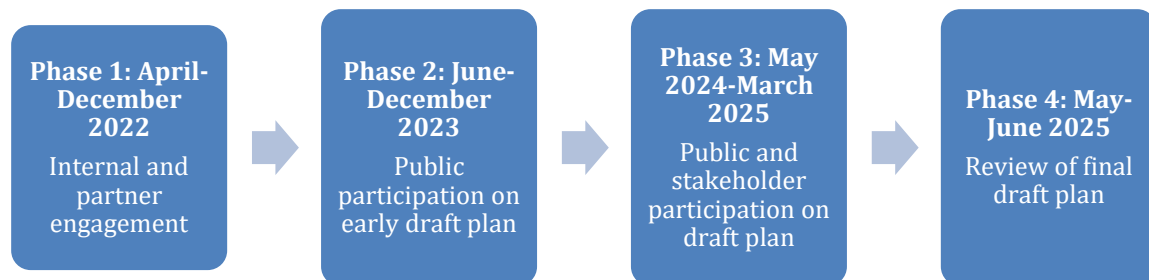 Phase 1: April-
December
2022
Internal and
partner
engagement
Phase 2: June-
December
2023
Public
participation on
early draft plan
Phase 3: May
2024-March
2025
Public and
stakeholder
participation on
draft plan
Phase 4: May-
June 2025
Review of final
draft plan